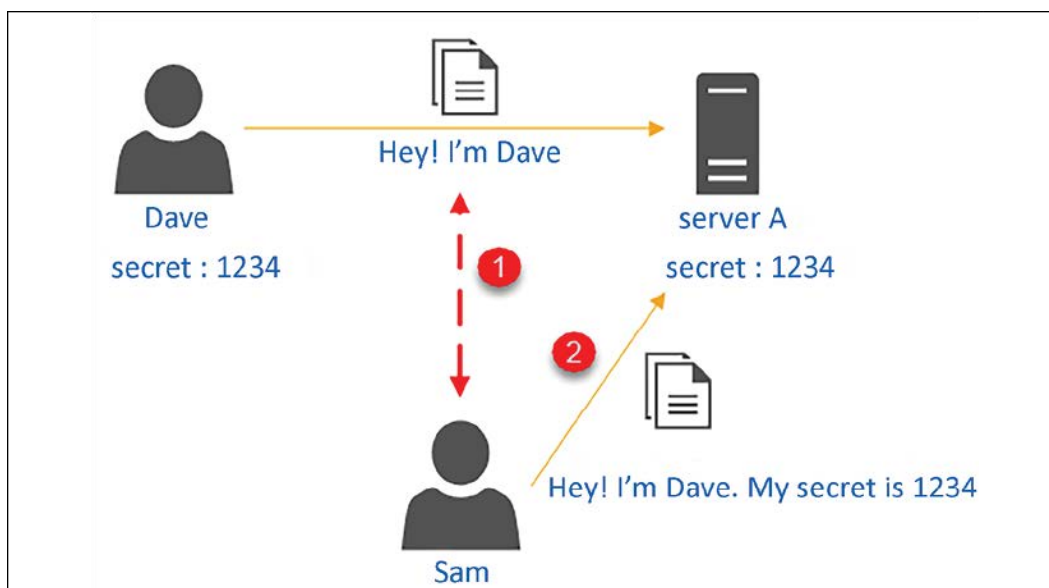 Hey! I'm Dave
Dave
secret : 1234
server A
secret : 1234
1
2
Hey! I'm Dave. My secret is 1234
Sam